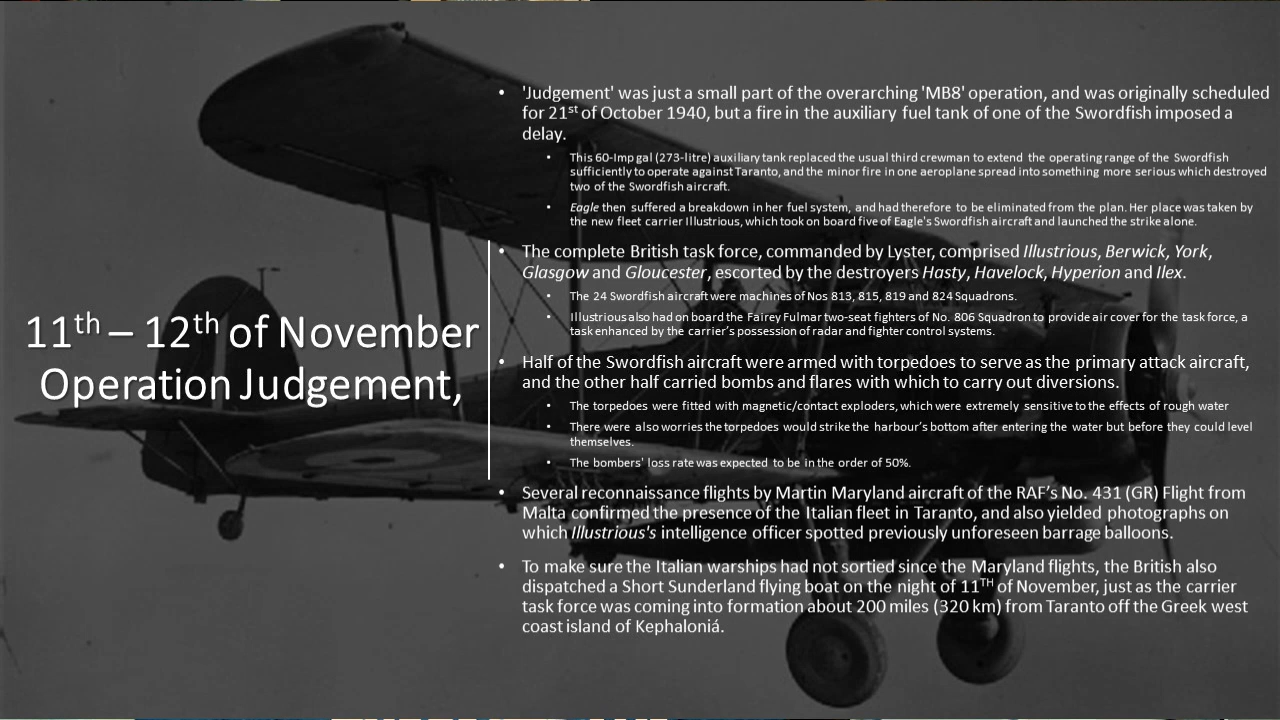 11th – 12th of November
Operation Judgement,
• 'Judgement' was just a small part of the overarching 'MB8' operation, and was originally scheduled
for 21st of October 1940, but a fire in the auxiliary fuel tank of one of the Swordfish imposed a
delay.
• This 60-Imp gal (273-litre) auxiliary tank replaced the usual third crewman to extend the operating range of the Swordfish
sufficiently to operate against Taranto, and the minor fire in one aeroplane spread into something more serious which destroyed
two of the Swordfish aircraft.
• Eagle then suffered a breakdown in her fuel system, and had therefore to be eliminated from the plan. Her place was taken by
the new fleet carrier Illustrious, which took on board five of Eagle's Swordfish aircraft and launched the strike alone.
• The complete British task force, commanded by Lyster, comprised Illustrious, Berwick, York,
Glasgow and Gloucester, escorted by the destroyers Hasty, Havelock, Hyperion and Ilex.
• The 24 Swordfish aircraft were machines of Nos 813, 815, 819 and 824 Squadrons.
• Illustrious also had on board the Fairey Fulmar two-seat fighters of No. 806 Squadron to provide air cover for the task force, a
task enhanced by the carrier's possession of radar and fighter control systems.
• Half of the Swordfish aircraft were armed with torpedoes to serve as the primary attack aircraft,
and the other half carried bombs and flares with which to carry out diversions.
• The torpedoes were fitted with magnetic/contact exploders, which were extremely sensitive to the effects of rough water
• There were also worries the torpedoes would strike the harbour's bottom after entering the water but before they could level
themselves.
• The bombers' loss rate was expected to be in the order of 50%.
• Several reconnaissance flights by Martin Maryland aircraft of the RAF's No. 431 (GR) Flight from
Malta confirmed the presence of the Italian fleet in Taranto, and also yielded photographs on
which Illustrious's intelligence officer spotted previously unforeseen barrage balloons.
• To make sure the Italian warships had not sortied since the Maryland flights, the British also
dispatched a Short Sunderland flying boat on the night of 11TH of November, just as the carrier
task force was coming into formation about 200 miles (320 km) from Taranto off the Greek west
coast island of Kephaloniá.